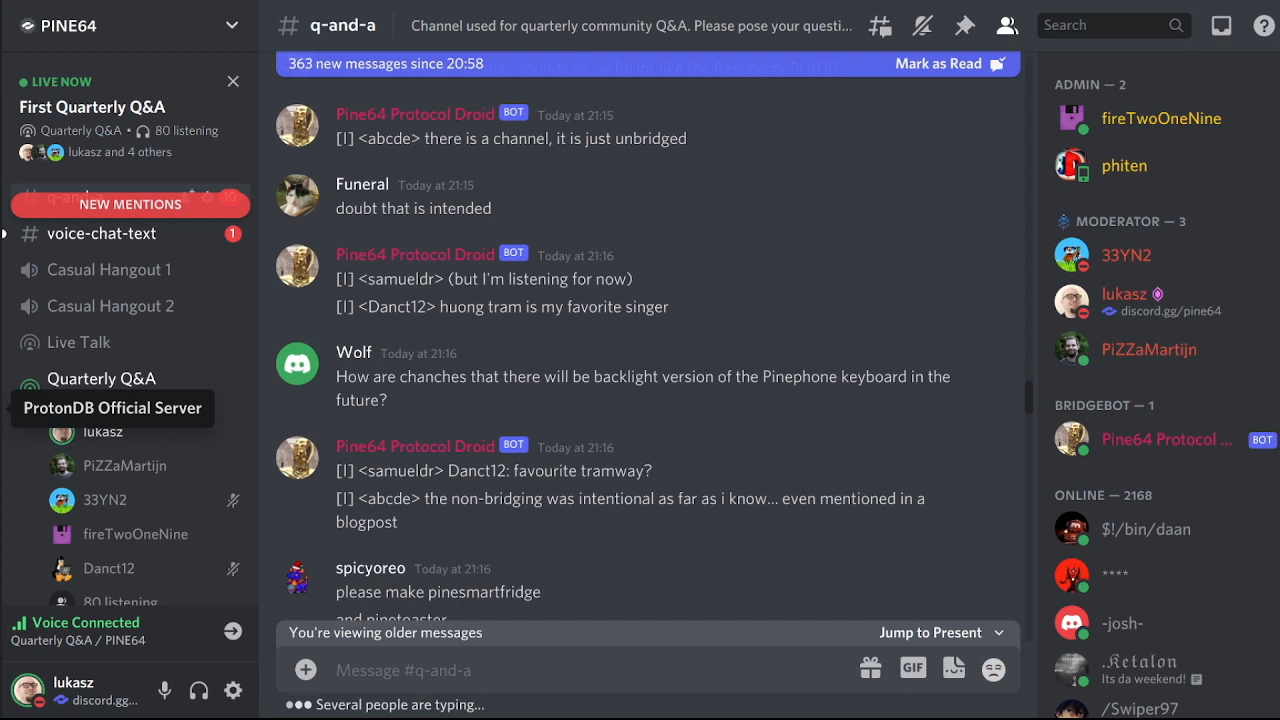 PINE64
LIVE NOW
First Quarterly Q&A
Quarterly Q&A • 80 listening
lukasz and 4 others
NEW MENTIONS
# voice-chat-text 1
Casual Hangout 1
Casual Hangout 2
Live Talk
Quarterly Q&A
ProtonDB Official Server
lukasz
PiZZaMartijn
33YN2
fireTwoOneNine
Danct12
80 listening
Voice Connected
Quarterly Q&A / PINE64
lukasz
discord.gg...
# q-and-a
Channel used for quarterly community Q&A. Please pose your questi...
Search
363 new messages since 20:58
Mark as Read
Pine64 Protocol Droid BOT Today at 21:15
[I] <abcde> there is a channel, it is just unbridged
Funeral Today at 21:15
doubt that is intended
Pine64 Protocol Droid BOT Today at 21:16
[I] <samueldr> (but I'm listening for now)
[I] <Danct12> huong tram is my favorite singer
Wolf Today at 21:16
How are chanches that there will be backlight version of the Pinephone keyboard in the
future?
Pine64 Protocol Droid BOT Today at 21:16
[I] <samueldr> Danct12: favourite tramway?
[I] <abcde> the non-bridging was intentional as far as i know... even mentioned in a
blogpost
spicyoreo Today at 21:16
please make pinesmartfridge
and pinetoaster
You're viewing older messages
Jump to Present
Message #q-and-a
GIF
Several people are typing...
ADMIN — 2
fireTwoOneNine
phiten
MODERATOR — 3
33YN2
lukasz
discord.gg/pine64
PiZZaMartijn
BRIDGEBOT — 1
Pine64 Protocol ... BOT
ONLINE — 2168
$!/bin/daan
****
-josh-
.𝕶𝖊𝖙𝖆𝖑𝖔𝖓
Its da weekend!
/Swiper97